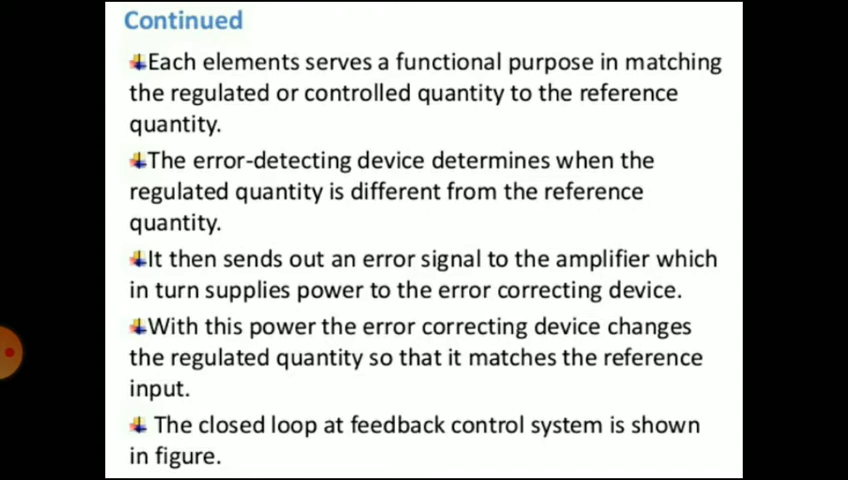 Continued
Each elements serves a functional purpose in matching
the regulated or controlled quantity to the reference
quantity.
The error-detecting device determines when the
regulated quantity is different from the reference
quantity.
It then sends out an error signal to the amplifier which
in turn supplies power to the error correcting device.
With this power the error correcting device changes
the regulated quantity so that it matches the reference
input.
The closed loop at feedback control system is shown
in figure.